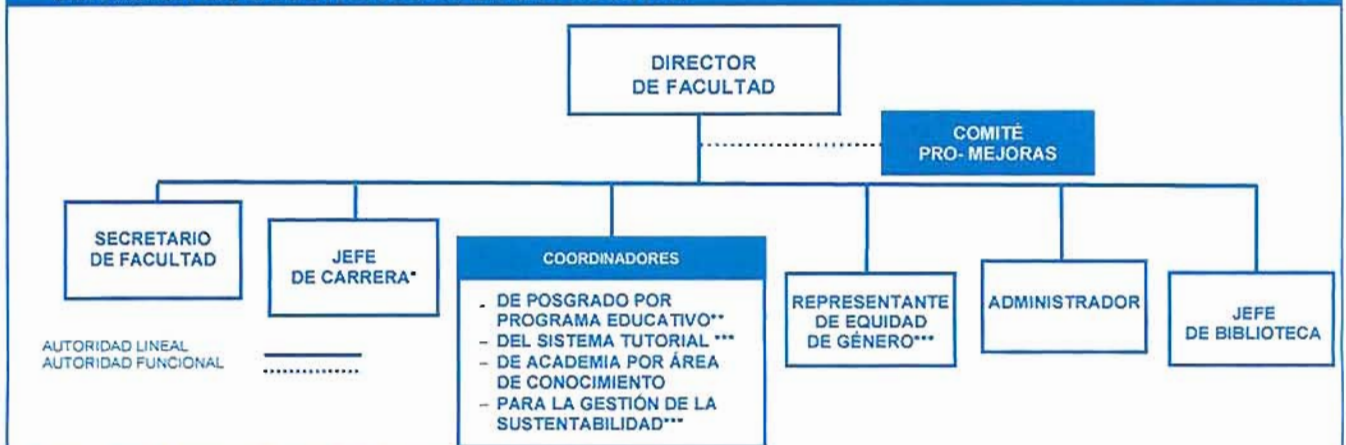 DIRECTOR
DE FACULTAD
COMITÉ
PRO- MEJORAS
SECRETARIO
DE FACULTAD
JEFE
DE CARRERA*
COORDINADORES
- DE POSGRADO POR
PROGRAMA EDUCATIVO**
– DEL SISTEMA TUTORIAL ***
– DE ACADEMIA POR ÁREA
DE CONOCIMIENTO
– PARA LA GESTIÓN DE LA
SUSTENTABILIDAD***
REPRESENTANTE
DE EQUIDAD
DE GÉNERO***
ADMINISTRADOR
JEFE
DE BIBLIOTECA
AUTORIDAD LINEAL
AUTORIDAD FUNCIONAL